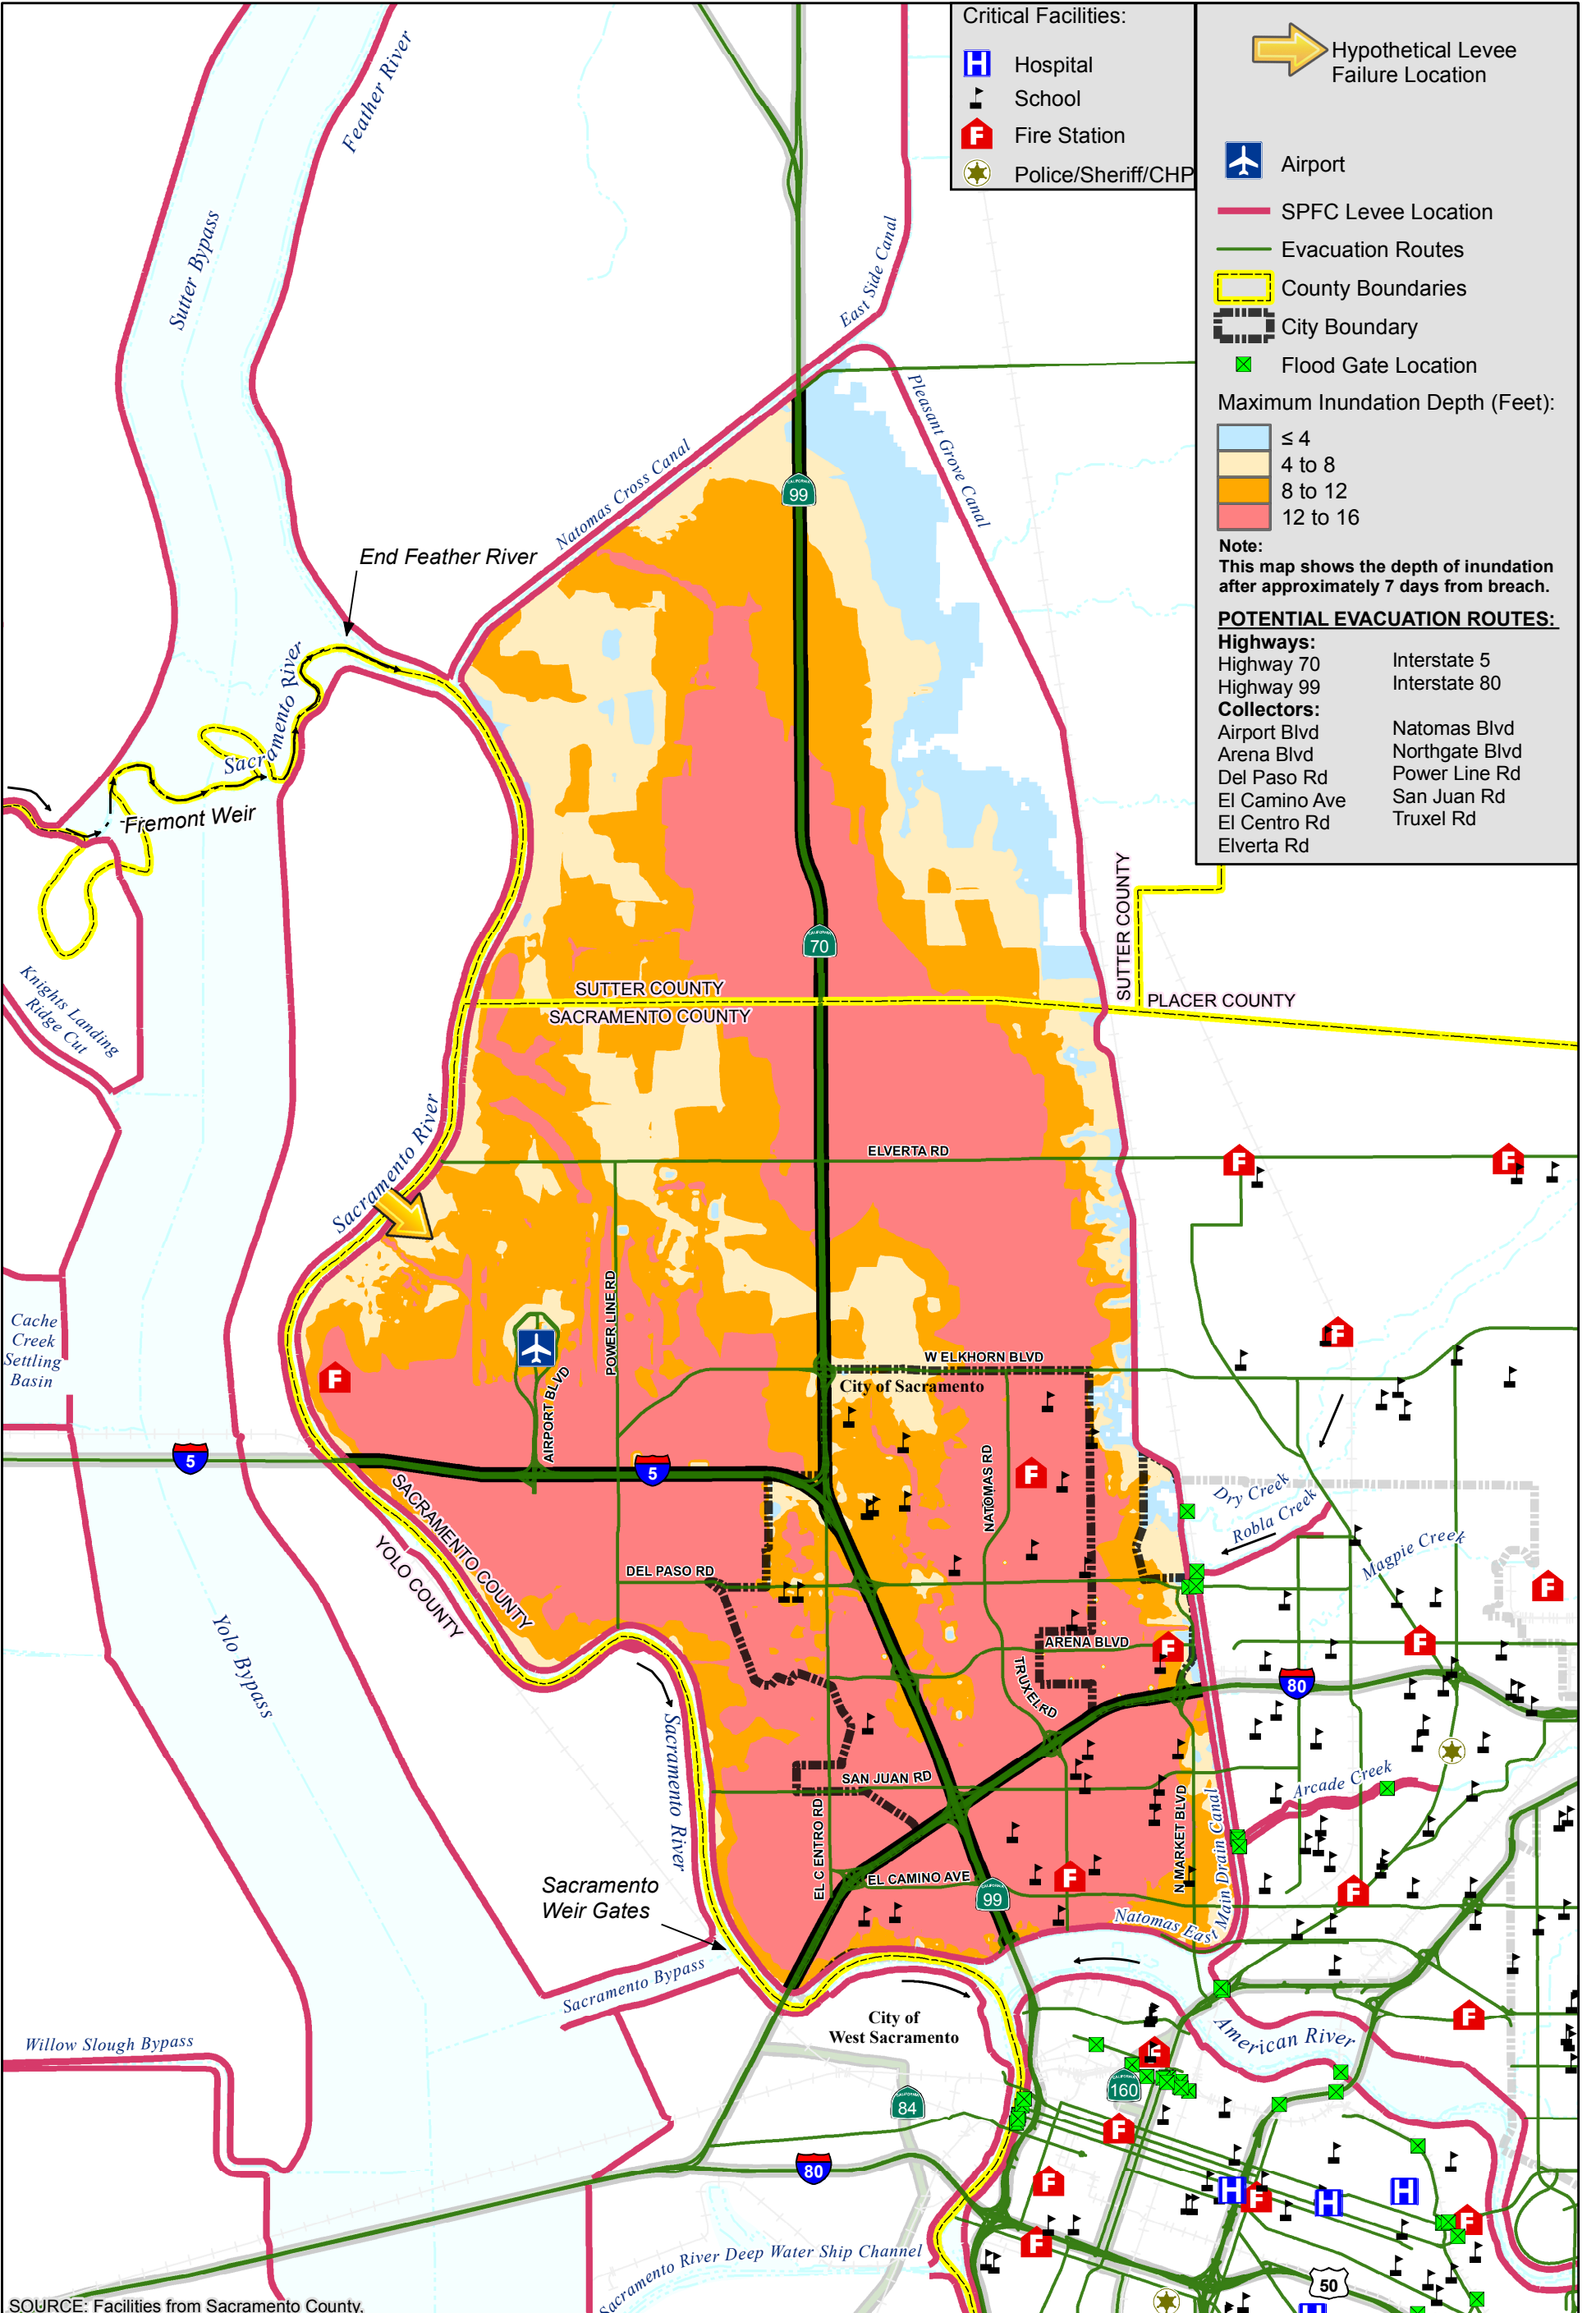 Critical Facilities:
H Hospital
School
F Fire Station
Police/Sheriff/CHP
Hypothetical Levee
Failure Location
Airport
SPFC Levee Location
Evacuation Routes
County Boundaries
City Boundary
Flood Gate Location
Maximum Inundation Depth (Feet):
≤ 4
4 to 8
8 to 12
12 to 16
Note:
This map shows the depth of inundation
after approximately 7 days from breach.
POTENTIAL EVACUATION ROUTES:
Highways:
Highway 70
Highway 99
Interstate 5
Interstate 80
Collectors:
Airport Blvd
Arena Blvd
Del Paso Rd
El Camino Ave
El Centro Rd
Elverta Rd
Natomas Blvd
Northgate Blvd
Power Line Rd
San Juan Rd
Truxel Rd
Feather River
Sutter Bypass
East Side Canal
Pleasant Grove Canal
Natomas Cross Canal
99
End Feather River
Sacramento River
Fremont Weir
70
SUTTER COUNTY
SACRAMENTO COUNTY
SUTTER COUNTY
PLACER COUNTY
Knights Landing
Ridge Cut
Sacramento River
ELVERTA RD
F
F
POWER LINE RD
Cache
Creek
Settling
Basin
F
F
AIRPORT BLVD
W ELKHORN BLVD
City of Sacramento
5
5
NATOMAS RD
F
SACRAMENTO COUNTY
YOLO COUNTY
Dry Creek
Robla Creek
Magpie Creek
DEL PASO RD
F
Yolo Bypass
ARENA BLVD
F
F
TRUXEL RD
80
Sacramento River
SAN JUAN RD
Arcade Creek
EL C ENTRO RD
N MARKET BLVD
Natomas East Main Drain Canal
EL CAMINO AVE
F
F
99
Sacramento
Weir Gates
Sacramento Bypass
City of
West Sacramento
American River
F
F
Willow Slough Bypass
84
160
F
80
F
H
F
H
H
F
F
Sacramento River Deep Water Ship Channel
50
H
SOURCE: Facilities from Sacramento County,